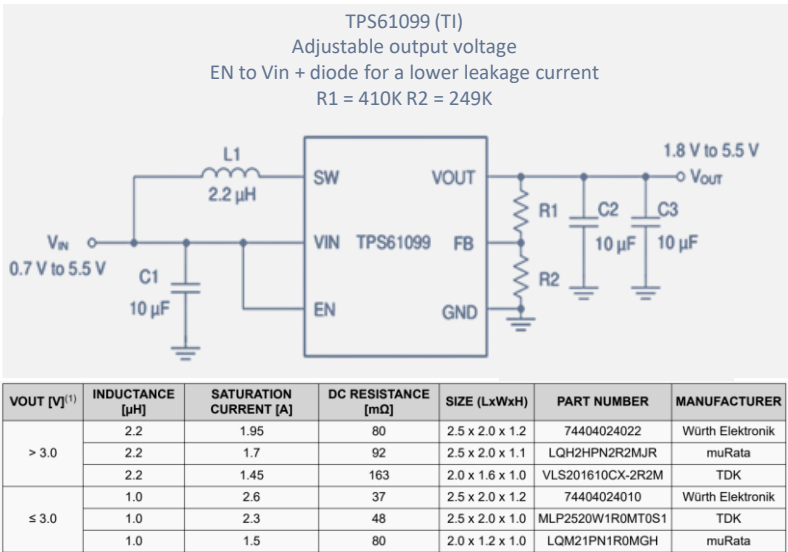 TPS61099 (TI)
Adjustable output voltage
EN to Vin + diode for a lower leakage current
R1 = 410K R2 = 249K
L1
2.2 µH
SW
VOUT
1.8 V to 5.5 V
VOUT
R1
C2
C3
VIN
0.7 V to 5.5 V
VIN
TPS61099
FB
10 µF
10 µF
C1
10 µF
R2
EN
GND
VOUT [V](1) INDUCTANCE [µH] SATURATION CURRENT [A] DC RESISTANCE [mΩ] SIZE (LxWxH) PART NUMBER MANUFACTURER
> 3.0
2.2 1.95 80 2.5 x 2.0 x 1.2 74404024022 Würth Elektronik
2.2 1.7 92 2.5 x 2.0 x 1.1 LQH2HPN2R2MJR muRata
2.2 1.45 163 2.0 x 1.6 x 1.0 VLS201610CX-2R2M TDK
≤ 3.0
1.0 2.6 37 2.5 x 2.0 x 1.2 74404024010 Würth Elektronik
1.0 2.3 48 2.5 x 2.0 x 1.0 MLP2520W1R0MT0S1 TDK
1.0 1.5 80 2.0 x 1.2 x 1.0 LQM21PN1R0MGH muRata